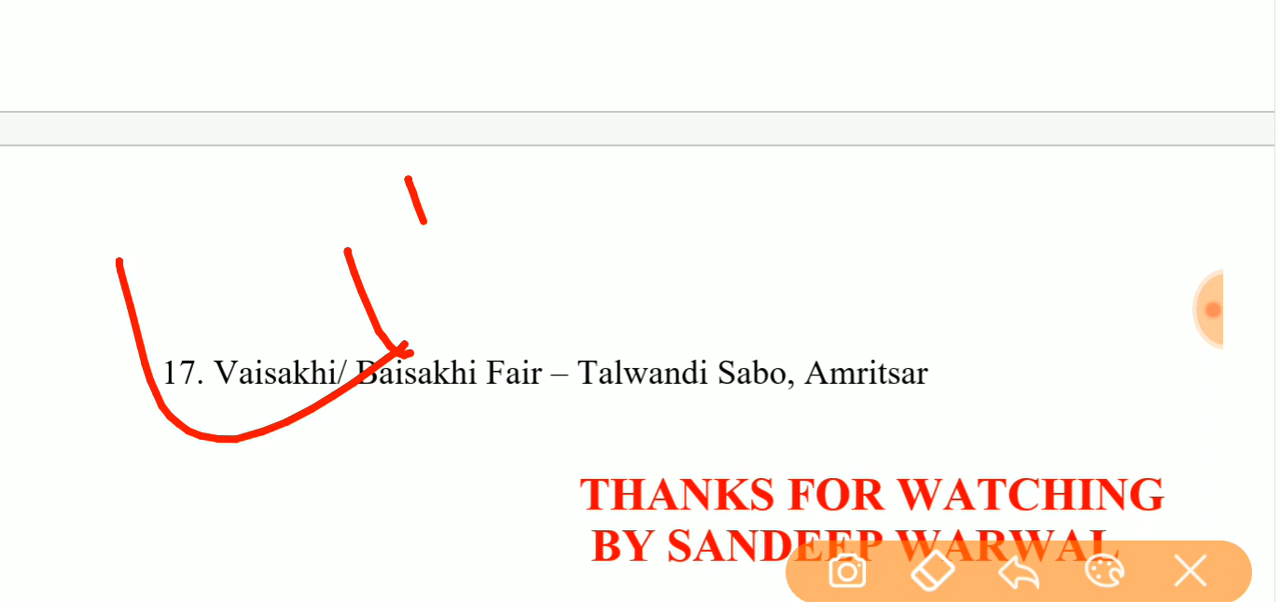 17. Vaisakhi/ Baisakhi Fair – Talwandi Sabo, Amritsar
THANKS FOR WATCHING
BY SANDEEP WARWAL